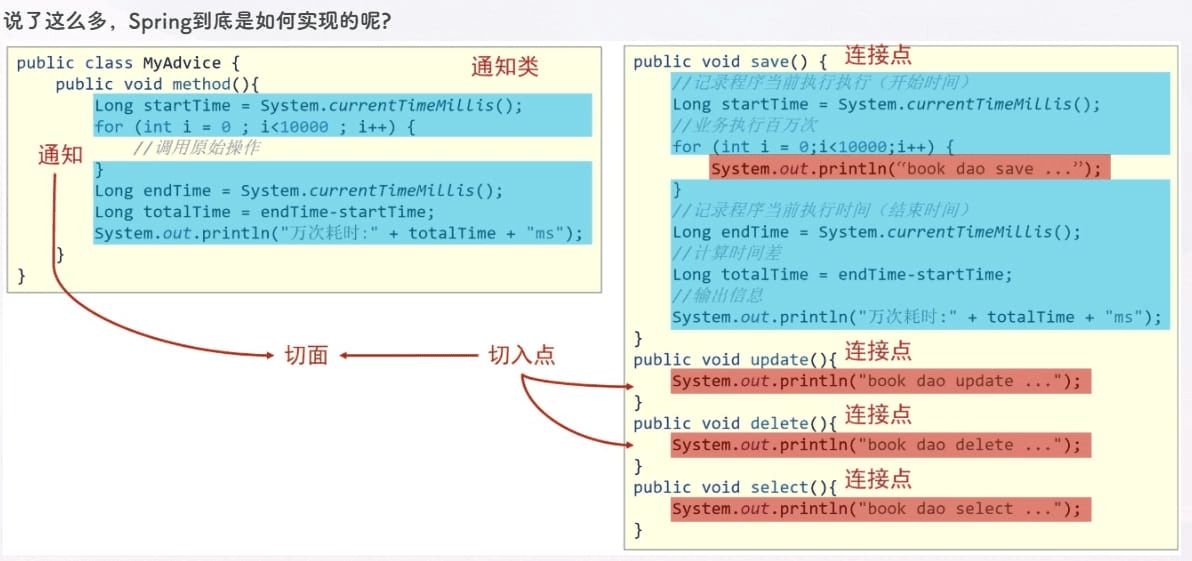 说了这么多，Spring到底是如何实现的呢?
public class MyAdvice {
通知类
public void method(){
Long startTime = System.currentTimeMillis();
for (int i = 0 ; i<10000 ; i++) {
//调用原始操作
通知
}
Long endTime = System.currentTimeMillis();
Long totalTime = endTime-startTime;
System.out.println("万次耗时:" + totalTime + "ms");
}
}
切面
切入点
public void save() {
连接点
//记录程序当前执行执行（开始时间）
Long startTime = System.currentTimeMillis();
//业务执行百万次
for (int i = 0;i<10000;i++) {
System.out.println(“book dao save ...”);
}
//记录程序当前执行时间（结束时间）
Long endTime = System.currentTimeMillis();
//计算时间差
Long totalTime = endTime-startTime;
//输出信息
System.out.println("万次耗时:" + totalTime + "ms");
}
public void update(){
连接点
System.out.println("book dao update ...");
}
public void delete(){
连接点
System.out.println("book dao delete ...");
}
public void select(){
连接点
System.out.println("book dao select ...");
}